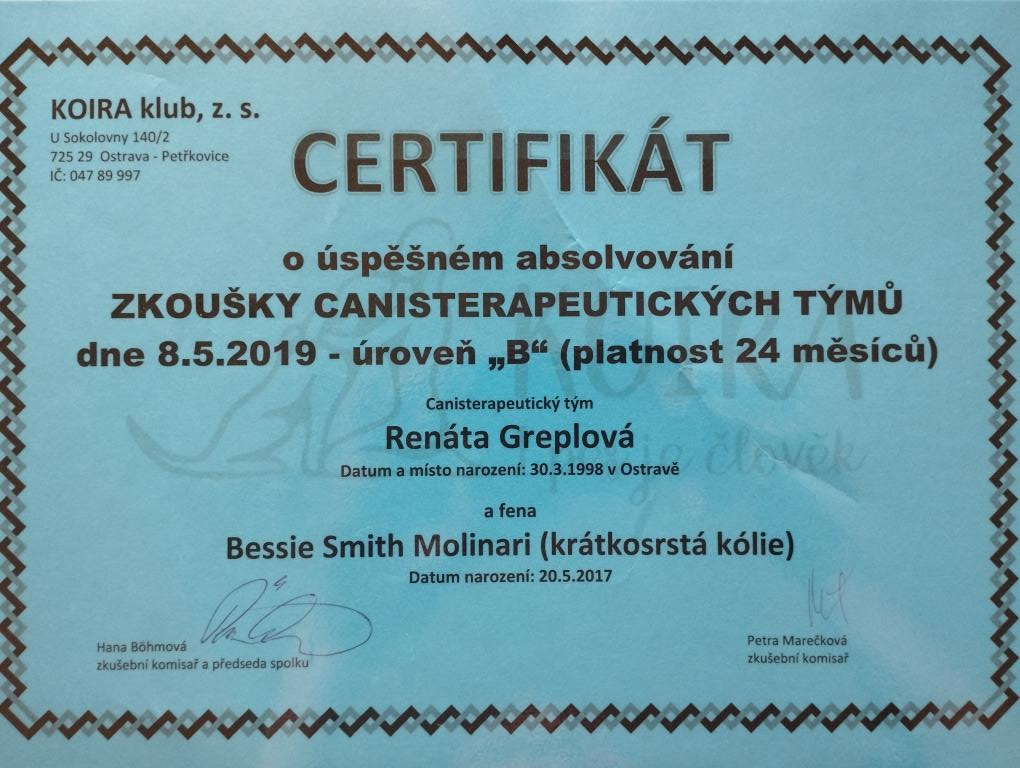 KOIRA klub, z. s.
U Sokolovny 140/2
725 29 Ostrava - Petřkovice
IČ: 047 89 997
CERTIFIKÁT
o úspěšném absolvování
ZKOUŠKY CANISTERAPEUTICKÝCH TÝMŮ
dne 8.5.2019 - úroveň „B“ (platnost 24 měsíců)
Canisterapeutický tým
Renáta Greplová
Datum a místo narození: 30.3.1998 v Ostravě
a fena
Bessie Smith Molinari (krátkosrstá kólie)
Datum narození: 20.5.2017
Hana Böhmová
zkušební komisař a předseda spolku
Petra Marečková
zkušební komisař
KOIRA
člověk